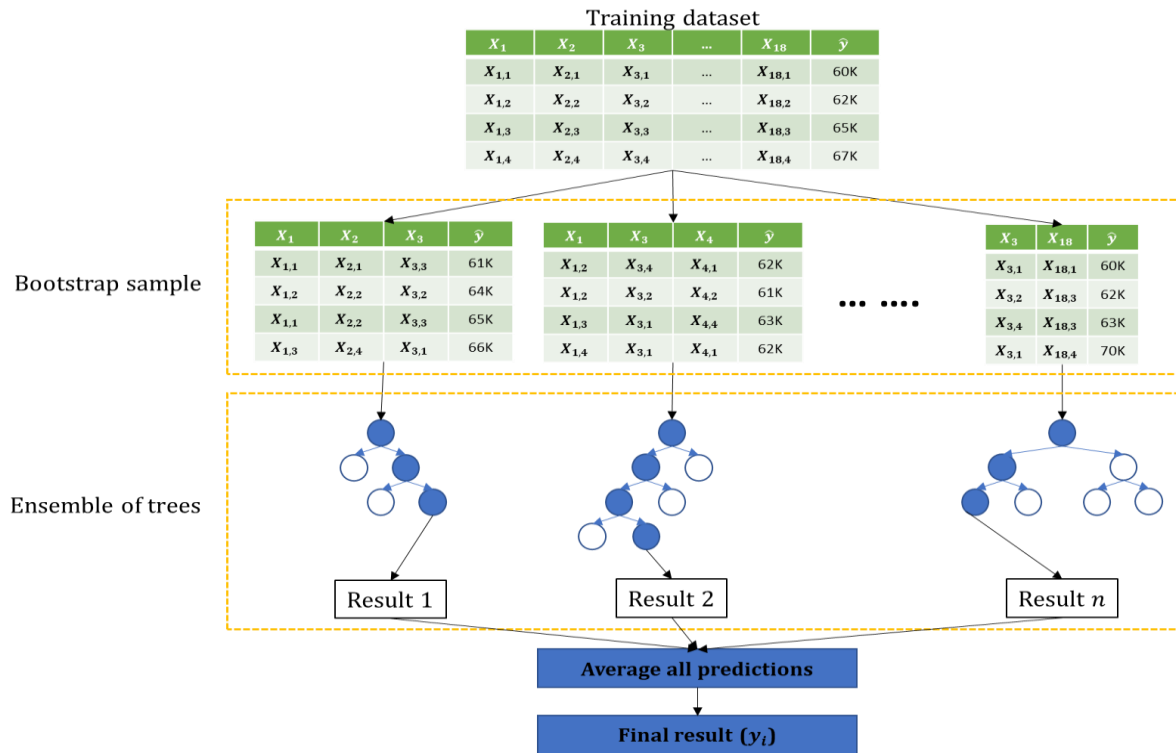 Training dataset
X₁ X₂ X₃ ... X₁₈ ŷ
X₁,₁ X₂,₁ X₃,₁ ... X₁₈,₁ 60K
X₁,₂ X₂,₂ X₃,₂ ... X₁₈,₂ 62K
X₁,₃ X₂,₃ X₃,₃ ... X₁₈,₃ 65K
X₁,₄ X₂,₄ X₃,₄ ... X₁₈,₄ 67K
Bootstrap sample
X₁ X₂ X₃ ŷ
X₁,₁ X₂,₁ X₃,₃ 61K
X₁,₂ X₂,₂ X₃,₂ 64K
X₁,₁ X₂,₂ X₃,₃ 65K
X₁,₃ X₂,₄ X₃,₁ 66K
X₁ X₃ X₄ ŷ
X₁,₂ X₃,₄ X₄,₁ 62K
X₁,₂ X₃,₂ X₄,₂ 61K
X₁,₃ X₃,₁ X₄,₄ 63K
X₁,₄ X₃,₁ X₄,₁ 62K
... ....
X₃ X₁₈ ŷ
X₃,₁ X₁₈,₁ 60K
X₃,₂ X₁₈,₃ 62K
X₃,₄ X₁₈,₃ 63K
X₃,₁ X₁₈,₄ 70K
Ensemble of trees
Result 1
Result 2
Result n
Average all predictions
Final result (yᵢ)